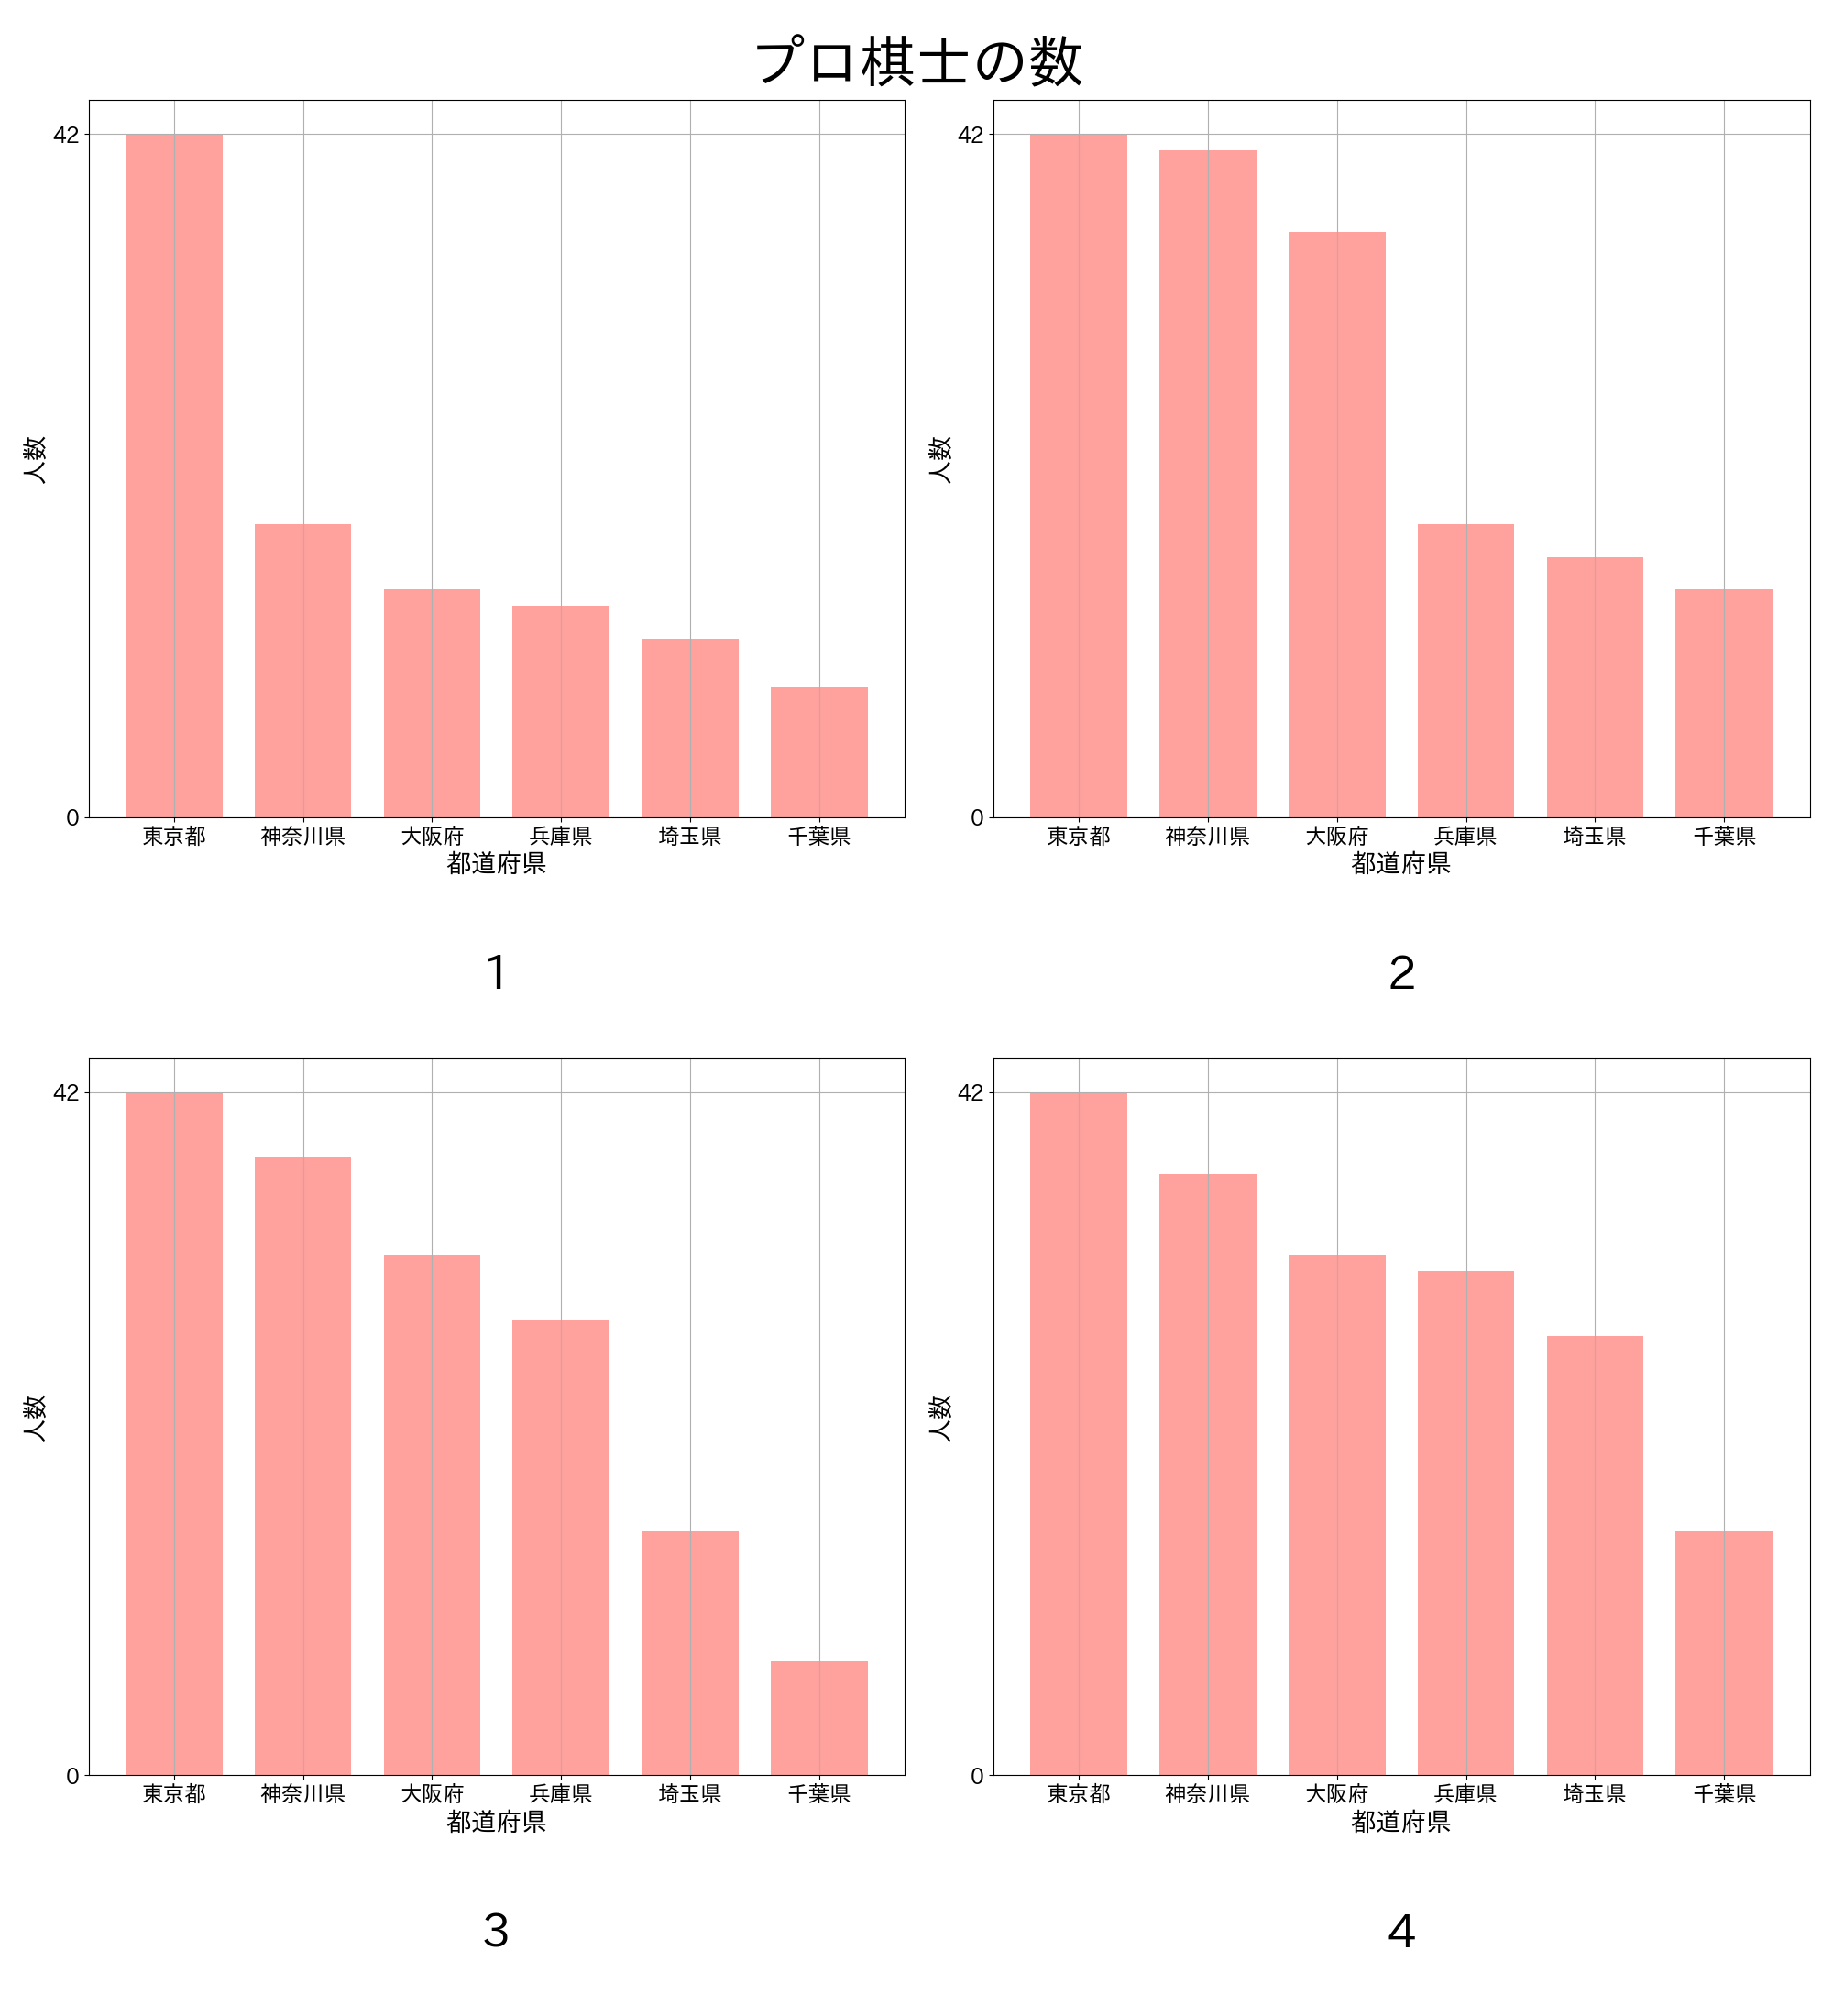 プロ棋士の数
42
0
人数
東京都 神奈川県 大阪府 兵庫県 埼玉県 千葉県
都道府県
1
42
0
人数
東京都 神奈川県 大阪府 兵庫県 埼玉県 千葉県
都道府県
2
42
0
人数
東京都 神奈川県 大阪府 兵庫県 埼玉県 千葉県
都道府県
3
42
0
人数
東京都 神奈川県 大阪府 兵庫県 埼玉県 千葉県
都道府県
4